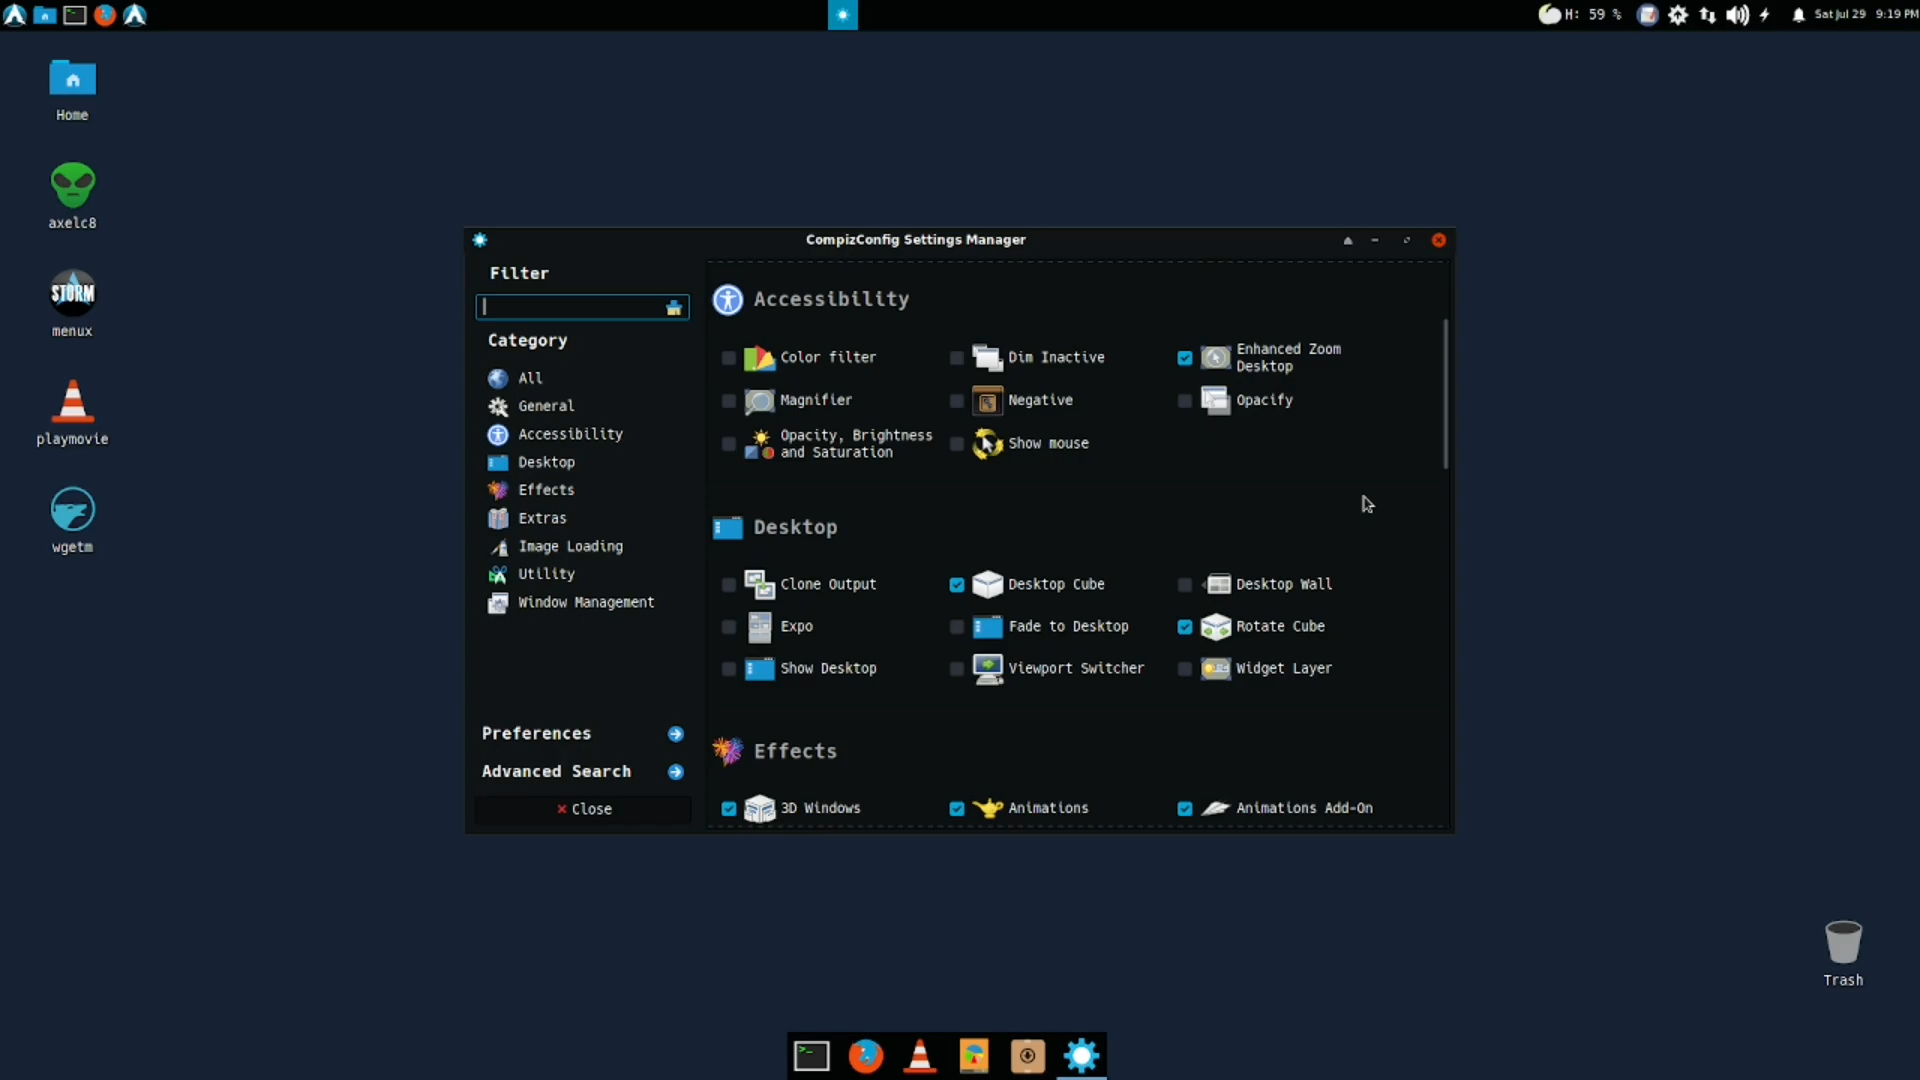 H: 59 %
Sat Jul 29 9:19 PM
Home
axelc8
STORM
menux
playmovie
wgetm
CompizConfig Settings Manager
Filter
Category
All
General
Accessibility
Desktop
Effects
Extras
Image Loading
Utility
Window Management
Preferences
Advanced Search
Close
Accessibility
Color filter
Dim Inactive
Enhanced Zoom
Desktop
Magnifier
Negative
Opacify
Opacity, Brightness
and Saturation
Show mouse
Desktop
Clone Output
Desktop Cube
Desktop Wall
Expo
Fade to Desktop
Rotate Cube
Show Desktop
Viewport Switcher
Widget Layer
Effects
3D Windows
Animations
Animations Add-On
Trash